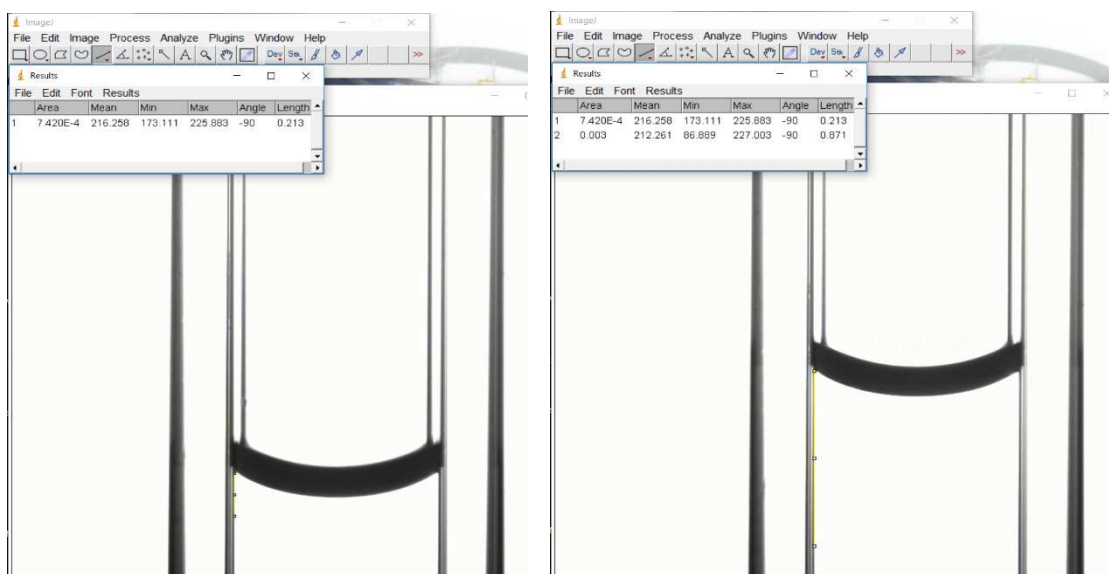 ImageJ
File Edit Image Process Analyze Plugins Window Help
A Dev Stk >>
Results
File Edit Font Results
Area Mean Min Max Angle Length
1 7.420E-4 216.258 173.111 225.883 -90 0.213
ImageJ
File Edit Image Process Analyze Plugins Window Help
A Dev Stk >>
Results
File Edit Font Results
Area Mean Min Max Angle Length
1 7.420E-4 216.258 173.111 225.883 -90 0.213
2 0.003 212.261 86.889 227.003 -90 0.871